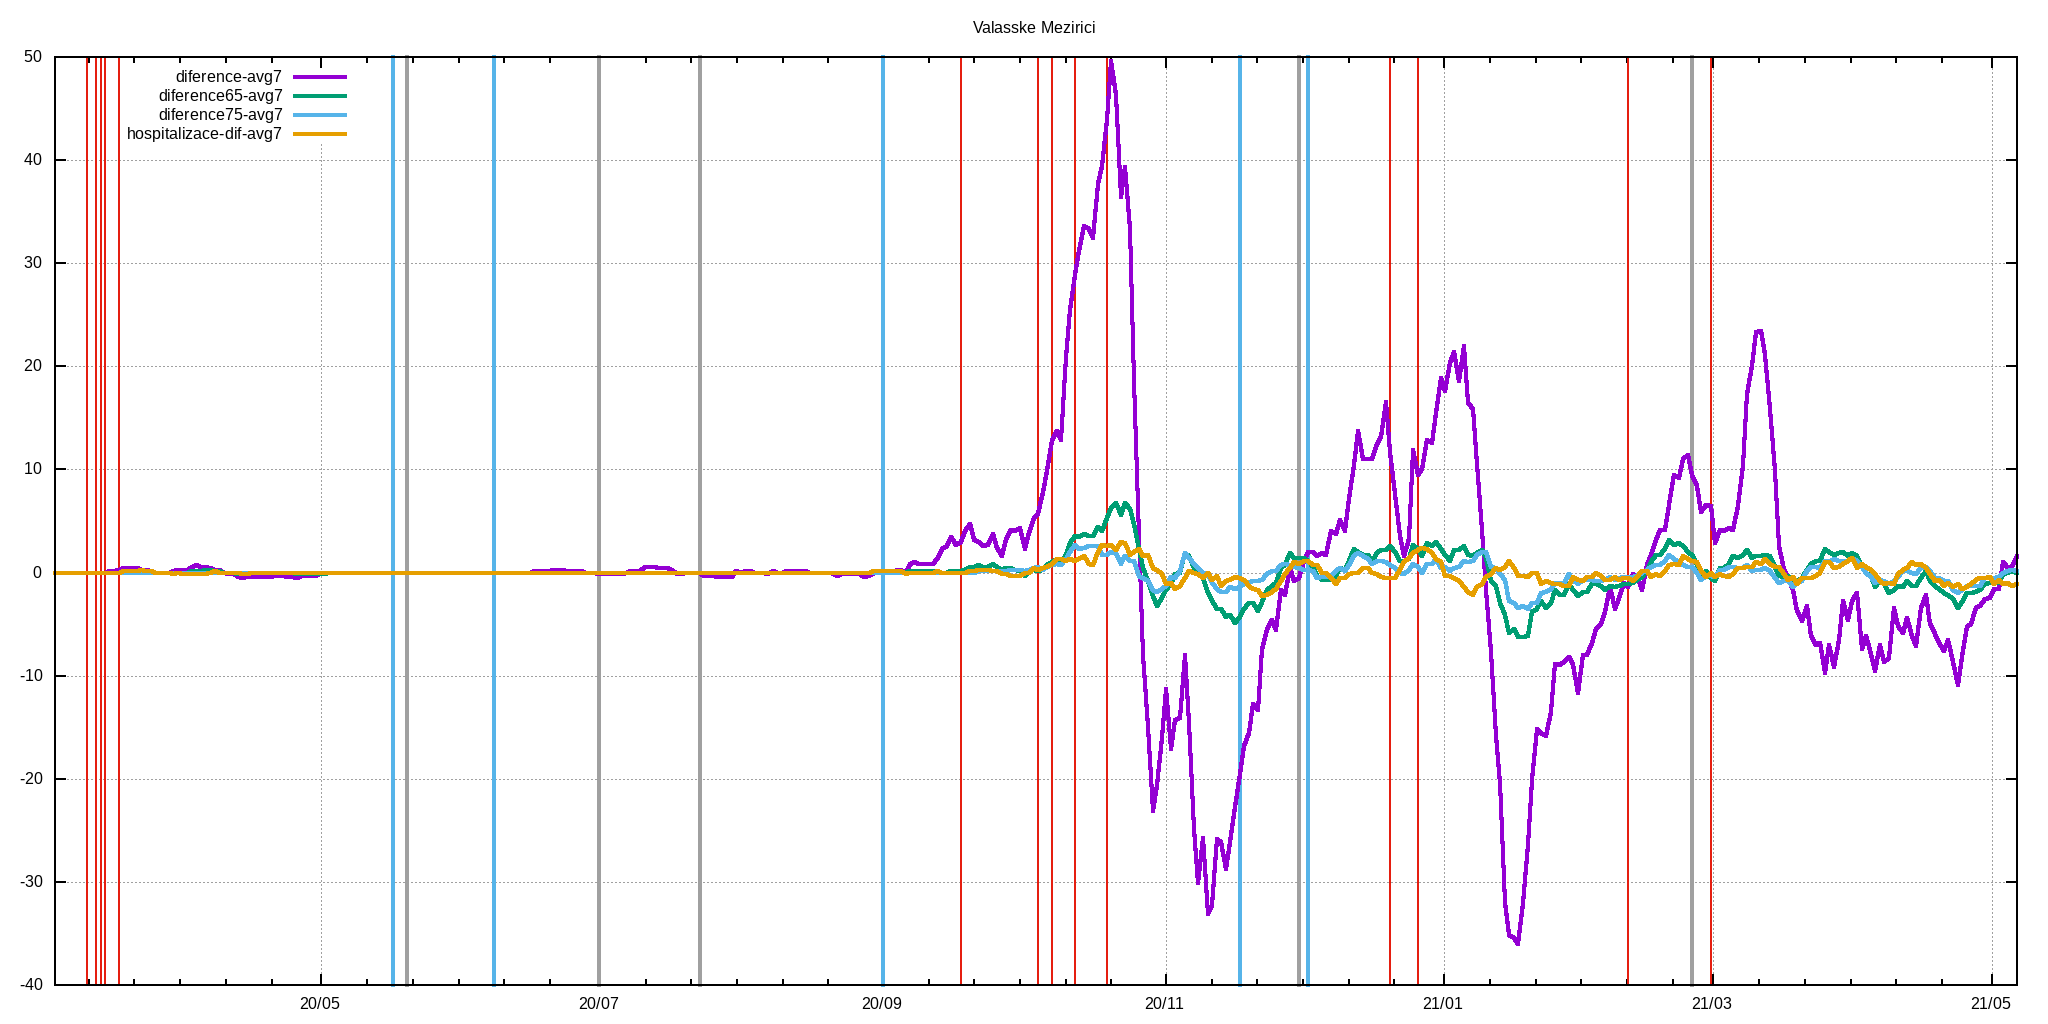 Valasske Mezirici
50
diference-avg7
diference65-avg7
diference75-avg7
hospitalizace-dif-avg7
40
30
20
10
0
-10
-20
-30
-40
20/05 20/07 20/09 20/11 21/01 21/03 21/05